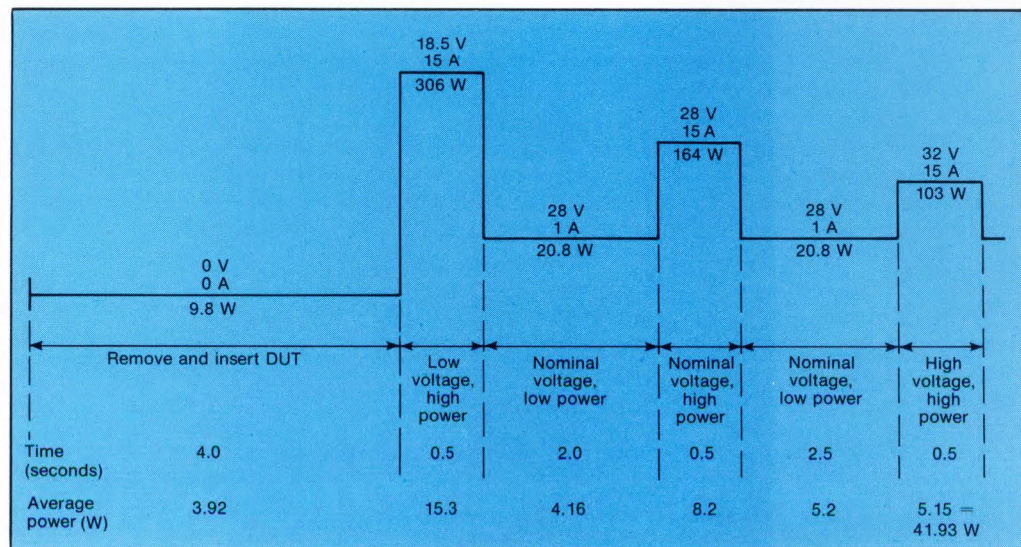 18.5 V
15 A
306 W
28 V
15 A
164 W
32 V
15 A
103 W
28 V
1 A
20.8 W
28 V
1 A
20.8 W
0 V
0 A
9.8 W
Remove and insert DUT
Low
voltage,
high
power
Nominal
voltage,
low power
Nominal
voltage,
high
power
Nominal
voltage,
low power
High
voltage,
high
power
Time
(seconds)
4.0
0.5
2.0
0.5
2.5
0.5
Average
power (W)
3.92
15.3
4.16
8.2
5.2
5.15 =
41.93 W